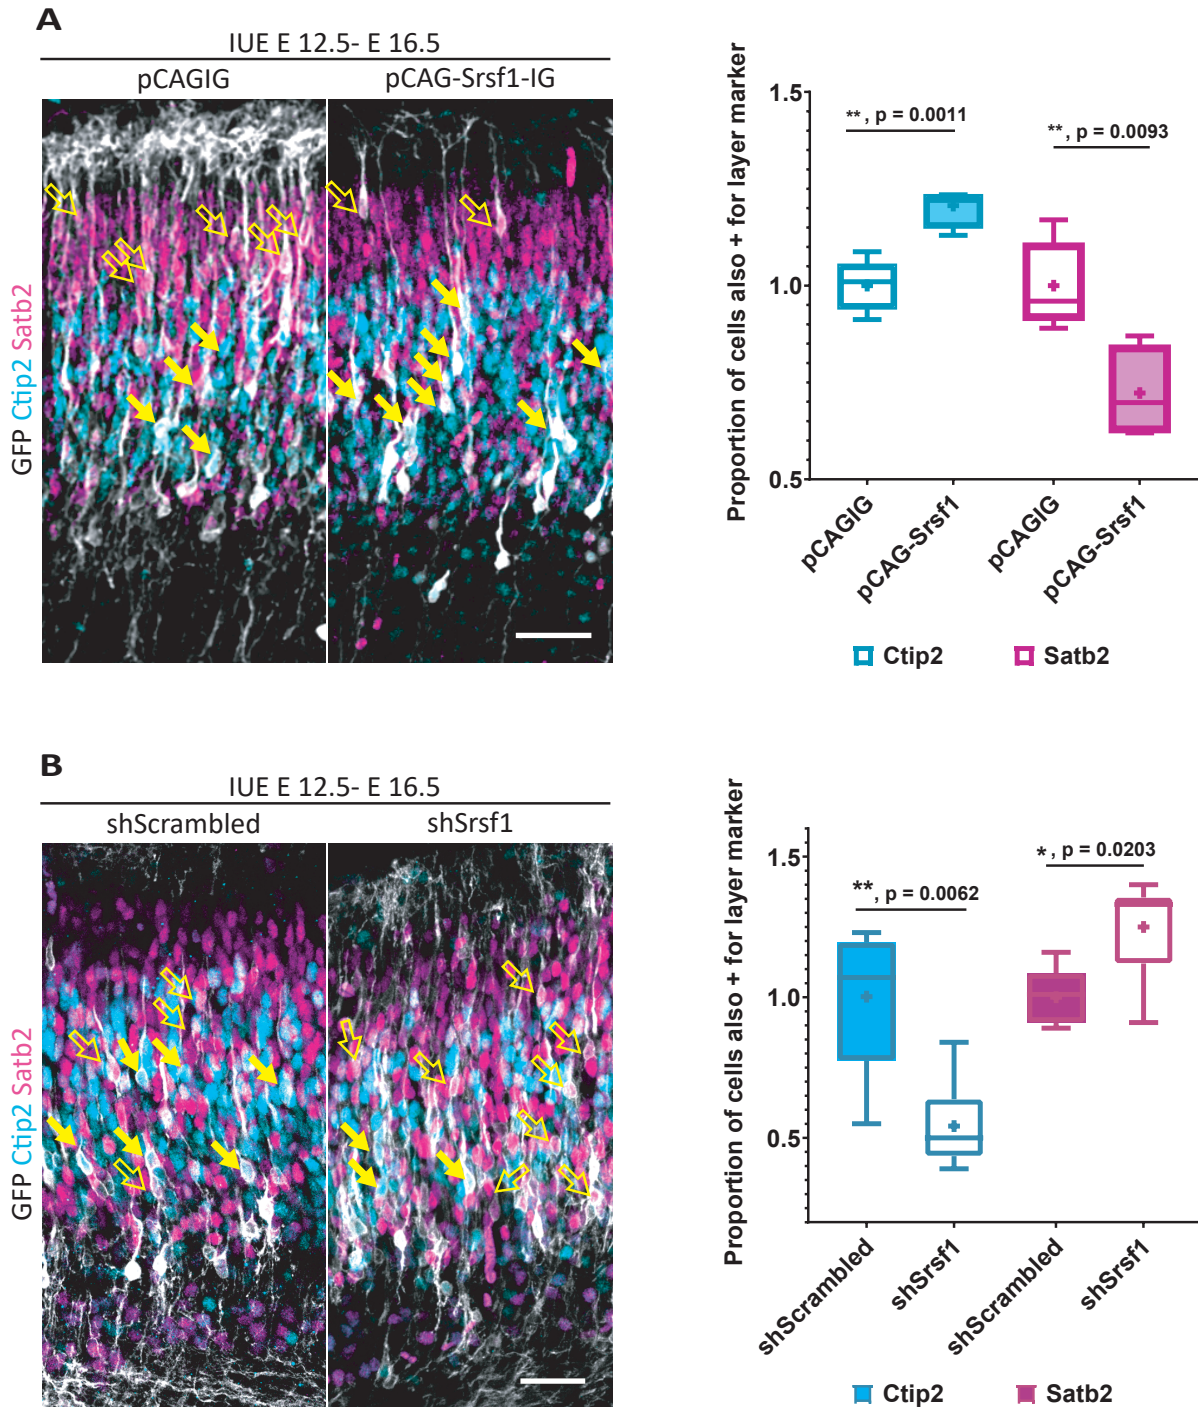 A
IUE E 12.5- E 16.5
pCAGIG
pCAG-Srsf1-IG
GFP Ctip2 Satb2
Proportion of cells also + for layer marker
1.5
1.0
0.5
**, p = 0.0011
**, p = 0.0093
pCAGIG
pCAG-Srsf1
pCAGIG
pCAG-Srsf1
Ctip2
Satb2
B
IUE E 12.5- E 16.5
shScrambled
shSrsf1
GFP Ctip2 Satb2
Proportion of cells also + for layer marker
1.5
1.0
0.5
**, p = 0.0062
*, p = 0.0203
shScrambled
shSrsf1
shScrambled
shSrsf1
Ctip2
Satb2